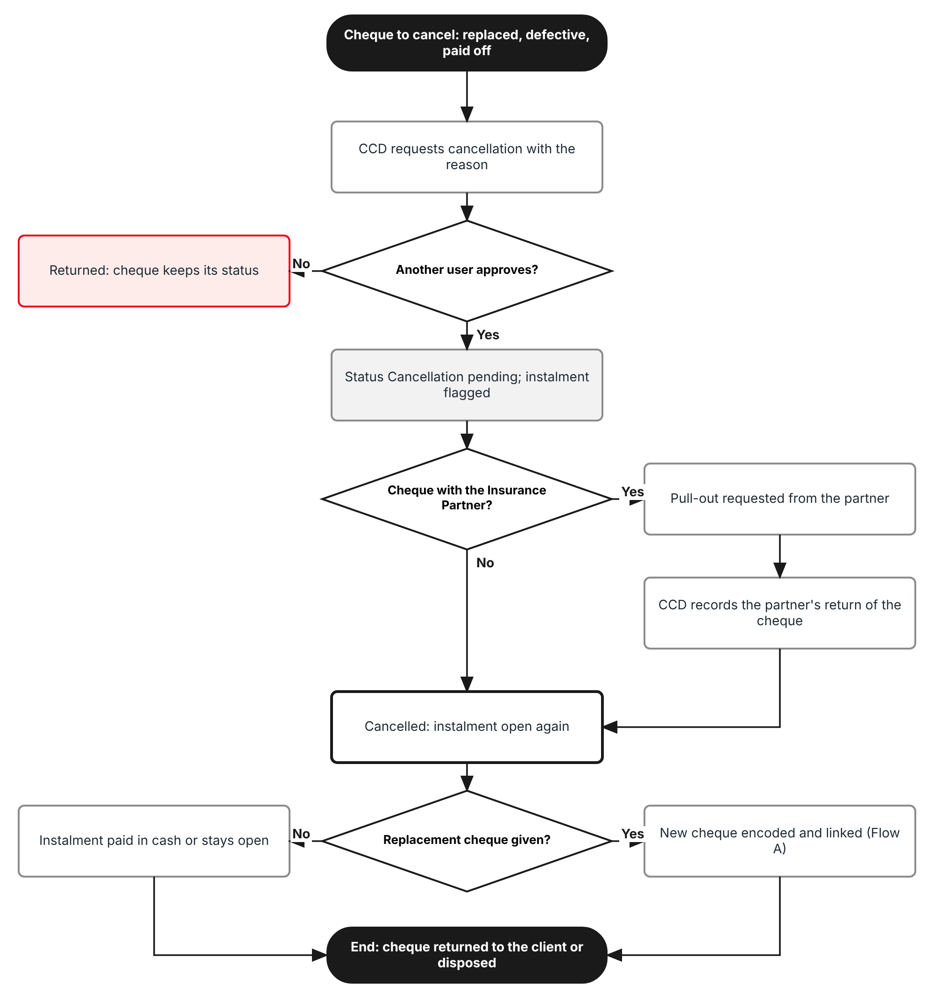 Cheque to cancel: replaced, defective,
paid off
CCD requests cancellation with the
reason
Another user approves?
No
Returned: cheque keeps its status
Yes
Status Cancellation pending; instalment
flagged
Cheque with the Insurance
Partner?
Yes
Pull-out requested from the partner
No
CCD records the partner's return of the
cheque
Cancelled: instalment open again
Replacement cheque given?
No
Instalment paid in cash or stays open
Yes
New cheque encoded and linked (Flow
A)
End: cheque returned to the client or
disposed